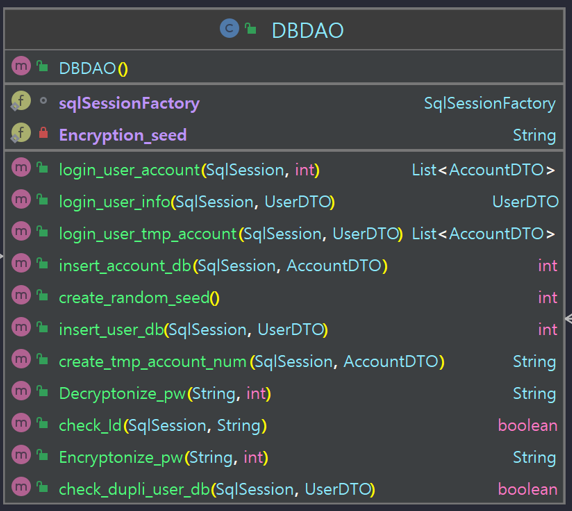 C DBDAO
m DBDAO()
f sqlSessionFactory SqlSessionFactory
f Encryption_seed String
m login_user_account(SqlSession, int) List<AccountDTO>
m login_user_info(SqlSession, UserDTO) UserDTO
m login_user_tmp_account(SqlSession, UserDTO) List<AccountDTO>
m insert_account_db(SqlSession, AccountDTO) int
m create_random_seed() int
m insert_user_db(SqlSession, UserDTO) int
m create_tmp_account_num(SqlSession, AccountDTO) String
m Decryptonize_pw(String, int) String
m check_Id(SqlSession, String) boolean
m Encryptonize_pw(String, int) String
m check_dupli_user_db(SqlSession, UserDTO) boolean